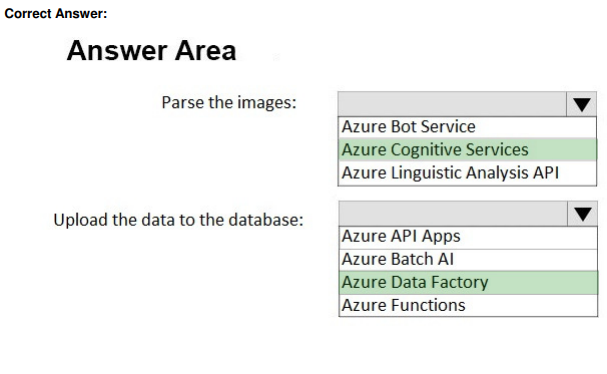 Correct Answer:
Answer Area
Parse the images:
Azure Bot Service
Azure Cognitive Services
Azure Linguistic Analysis API
Upload the data to the database:
Azure API Apps
Azure Batch AI
Azure Data Factory
Azure Functions